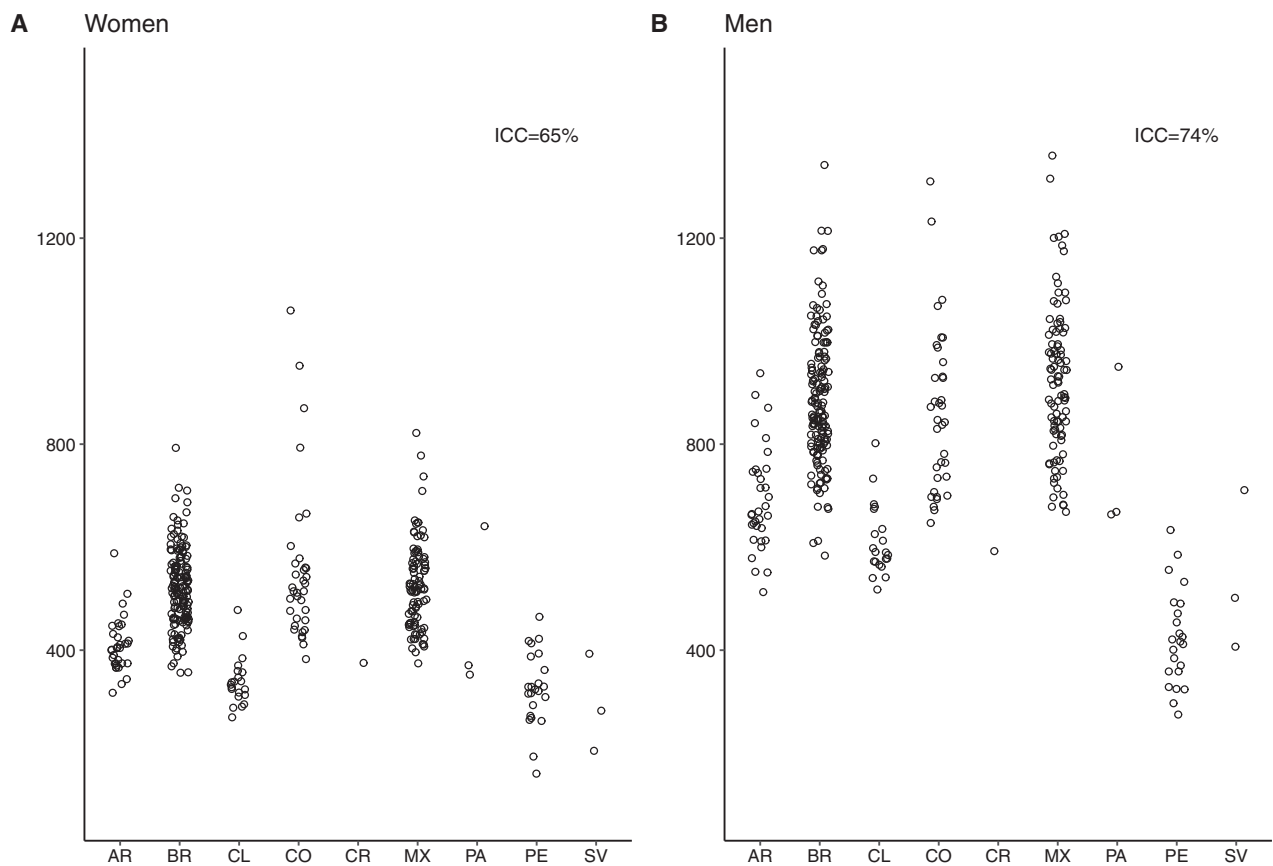 A Women
ICC=65%
1200
800
400
AR BR CL CO CR MX PA PE SV
B Men
ICC=74%
1200
800
400
AR BR CL CO CR MX PA PE SV